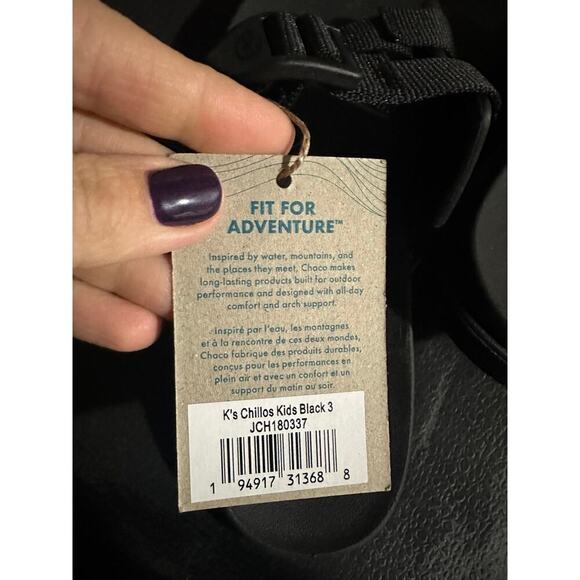 FIT FOR
ADVENTURE™
Inspired by water, mountains, and
the places they meet, Chaco makes
long-lasting products built for outdoor
performance and designed with all-day
comfort and arch support.
Inspiré par l'eau, les montagnes
et à la rencontre de ces deux mondes,
Chaco fabrique des produits durables,
conçus pour les performances en
plein air et avec un confort et un
support du matin au soir.
K's Chillos Kids Black 3
JCH180337
1 94917 31368 8